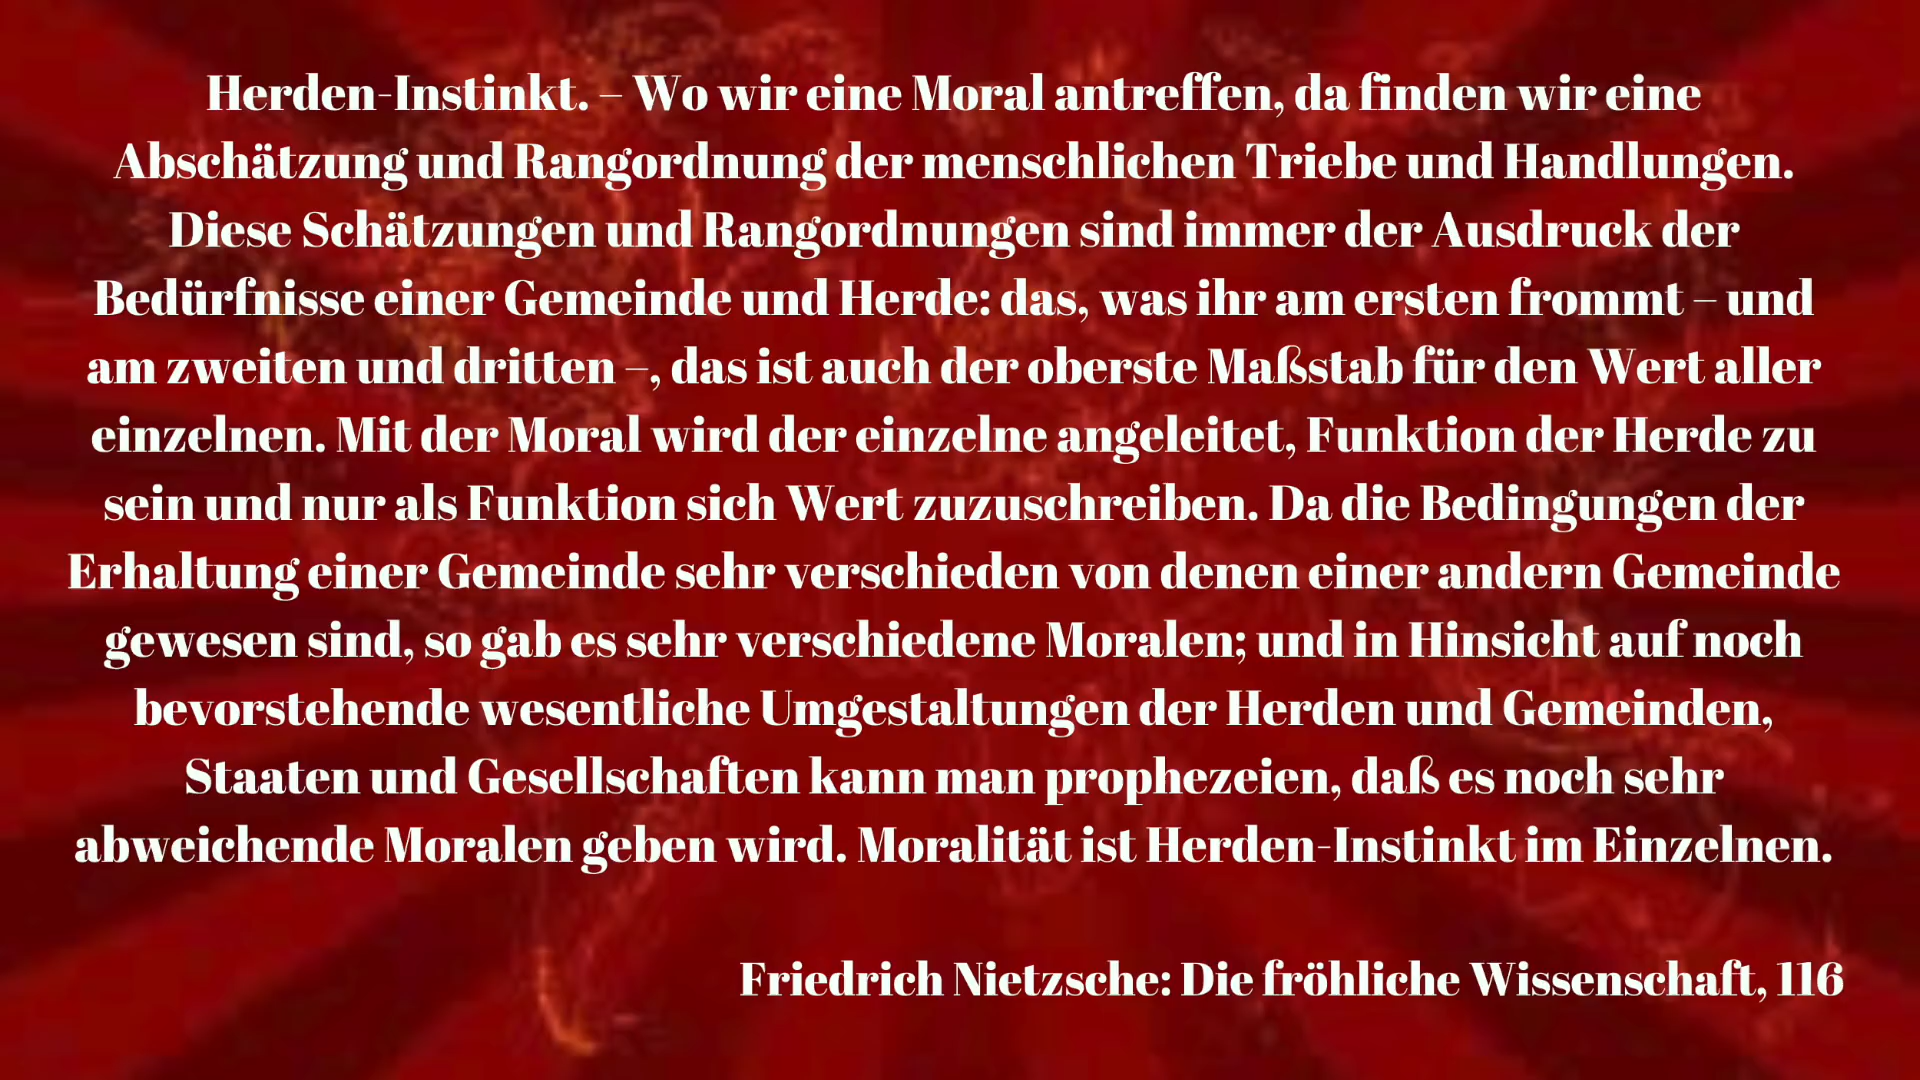 Herden-Instinkt. – Wo wir eine Moral antreffen, da finden wir eine
Abschätzung und Rangordnung der menschlichen Triebe und Handlungen.
Diese Schätzungen und Rangordnungen sind immer der Ausdruck der
Bedürfnisse einer Gemeinde und Herde: das, was ihr am ersten frommt – und
am zweiten und dritten –, das ist auch der oberste Maßstab für den Wert aller
einzelnen. Mit der Moral wird der einzelne angeleitet, Funktion der Herde zu
sein und nur als Funktion sich Wert zuzuschreiben. Da die Bedingungen der
Erhaltung einer Gemeinde sehr verschieden von denen einer andern Gemeinde
gewesen sind, so gab es sehr verschiedene Moralen; und in Hinsicht auf noch
bevorstehende wesentliche Umgestaltungen der Herden und Gemeinden,
Staaten und Gesellschaften kann man prophezeien, daß es noch sehr
abweichende Moralen geben wird. Moralität ist Herden-Instinkt im Einzelnen.
Friedrich Nietzsche: Die fröhliche Wissenschaft, 116